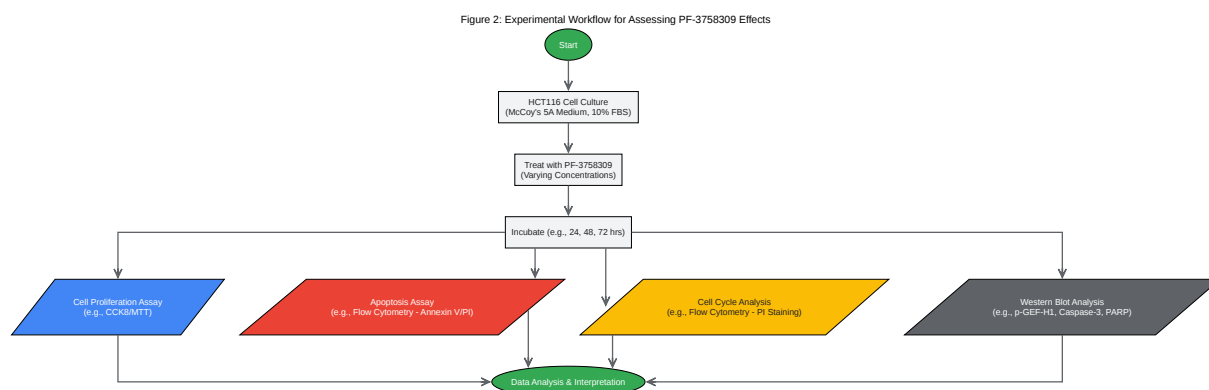 Figure 2: Experimental Workflow for Assessing PF-3758309 Effects
Start
HCT116 Cell Culture
(McCoy's 5A Medium, 10% FBS)
Treat with PF-3758309
(Varying Concentrations)
Incubate (e.g., 24, 48, 72 hrs)
Cell Proliferation Assay
(e.g., CCK8/MTT)
Apoptosis Assay
(e.g., Flow Cytometry - Annexin V/PI)
Cell Cycle Analysis
(e.g., Flow Cytometry - PI Staining)
Western Blot Analysis
(e.g., p-GEF-H1, Caspase-3, PARP)
Data Analysis & Interpretation